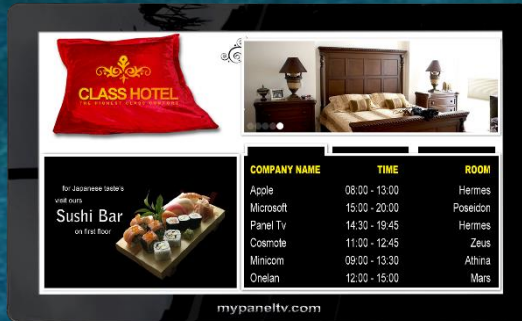 CLASS HOTEL
THE HIGHEST CLASS COMFORT
for Japanese taste's
visit ours
Sushi Bar
on first floor
COMPANY NAME TIME ROOM
Apple 08:00 - 13:00 Hermes
Microsoft 15:00 - 20:00 Poseidon
Panel Tv 14:30 - 19:45 Hermes
Cosmote 11:00 - 12:45 Zeus
Minicom 09:00 - 13:30 Athina
Onelan 12:00 - 15:00 Mars
mypaneltv.com